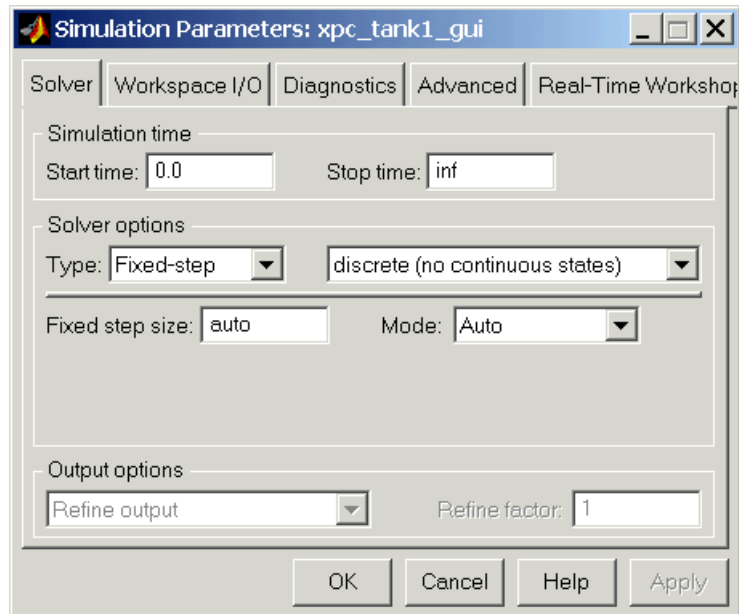 Simulation Parameters: xpc_tank1_gui
Solver Workspace I/O Diagnostics Advanced Real-Time Workshop
Simulation time
Start time: 0.0 Stop time: inf
Solver options
Type: Fixed-step discrete (no continuous states)
Fixed step size: auto Mode: Auto
Output options
Refine output Refine factor: 1
OK Cancel Help Apply